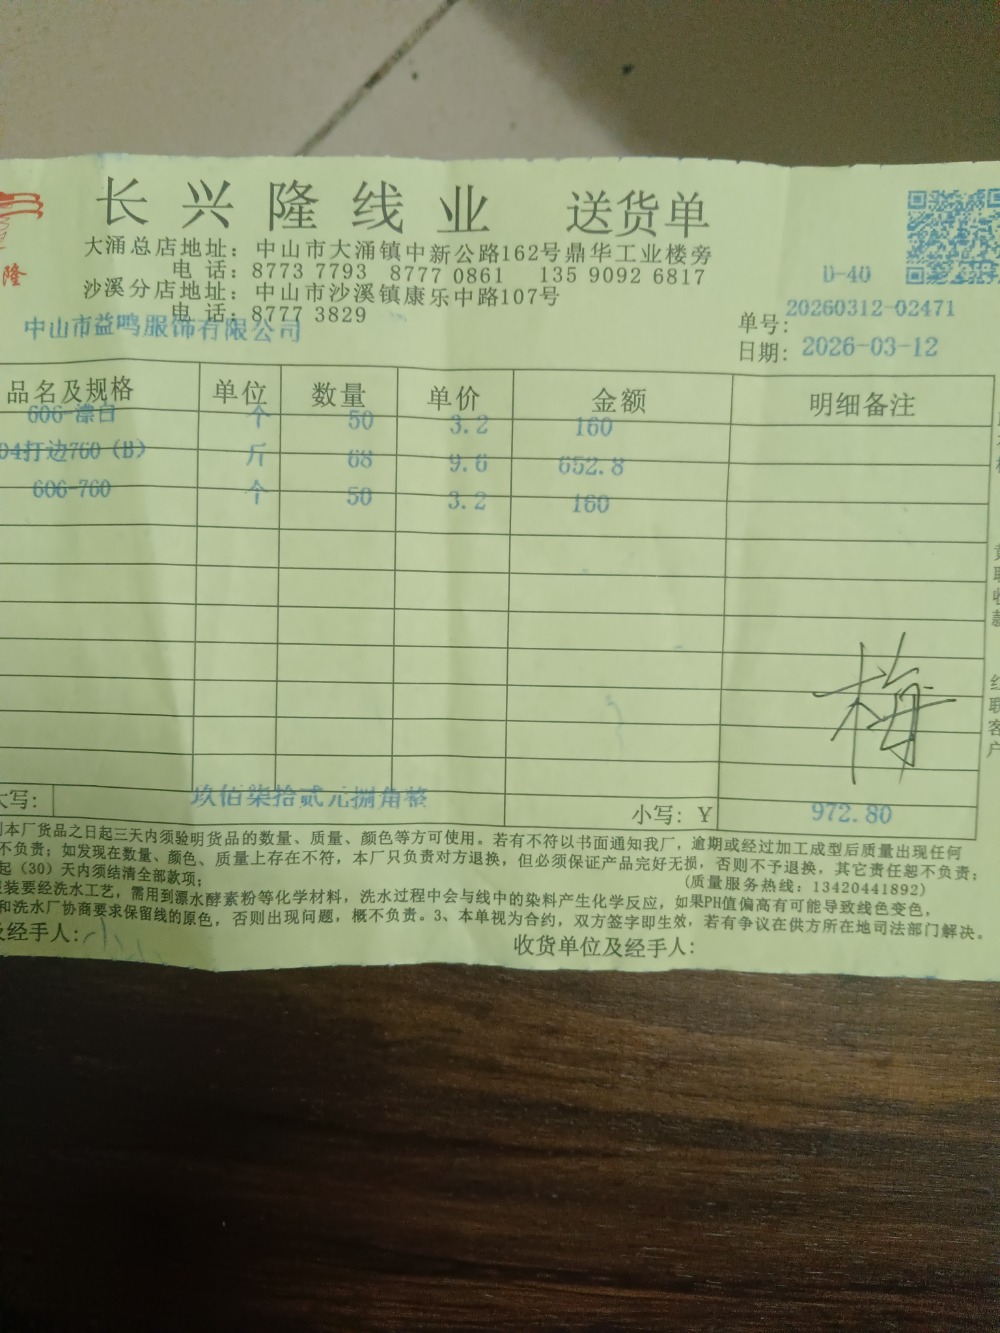 长兴隆线业 送货单
隆
大涌总店地址：中山市大涌镇中新公路162号鼎华工业楼旁
电 话：8773 7793 8777 0861 135 9092 6817
D-40
沙溪分店地址：中山市沙溪镇康乐中路107号
电 话：8777 3829
中山市益鸣服饰有限公司
单号：20260312-02471
日期：2026-03-12
品名及规格 单位 数量 单价 金额 明细备注
606-漂白 个 50 3.2 160
04打边760（B） 斤 68 9.6 652.8
606-760 个 50 3.2 160
梅
大写： 玖佰柒拾贰元捌角整 小写：Y 972.80
本厂货品之日起三天内须验明货品的数量、质量、颜色等方可使用。若有不符以书面通知我厂，逾期或经过加工成型后质量出现任何
不负责；如发现在数量、颜色、质量上存在不符，本厂只负责对方退换，但必须保证产品完好无损，否则不予退换，其它责任恕不负责；
起（30）天内须结清全部款项； (质量服务热线：13420441892)
装要经洗水工艺，需用到漂水酵素粉等化学材料，洗水过程中会与线中的染料产生化学反应，如果PH值偏高有可能导致线色变色，
和洗水厂协商要求保留线的原色，否则出现问题，概不负责。3、本单视为合约，双方签字即生效，若有争议在供方所在地司法部门解决。
及经手人： 收货单位及经手人：
联收款
红联客户